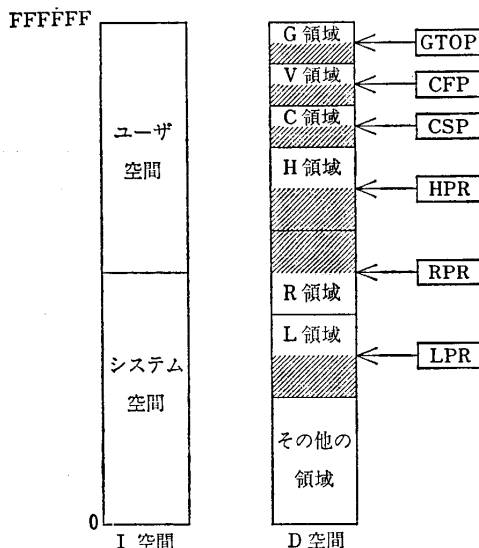 FFFFFF
ユーザ
空間
システム
空間
0
I 空間
G 領域
V 領域
C 領域
H 領域
R 領域
L 領域
その他の
領域
D 空間
GTOP
CFP
CSP
HPR
RPR
LPR